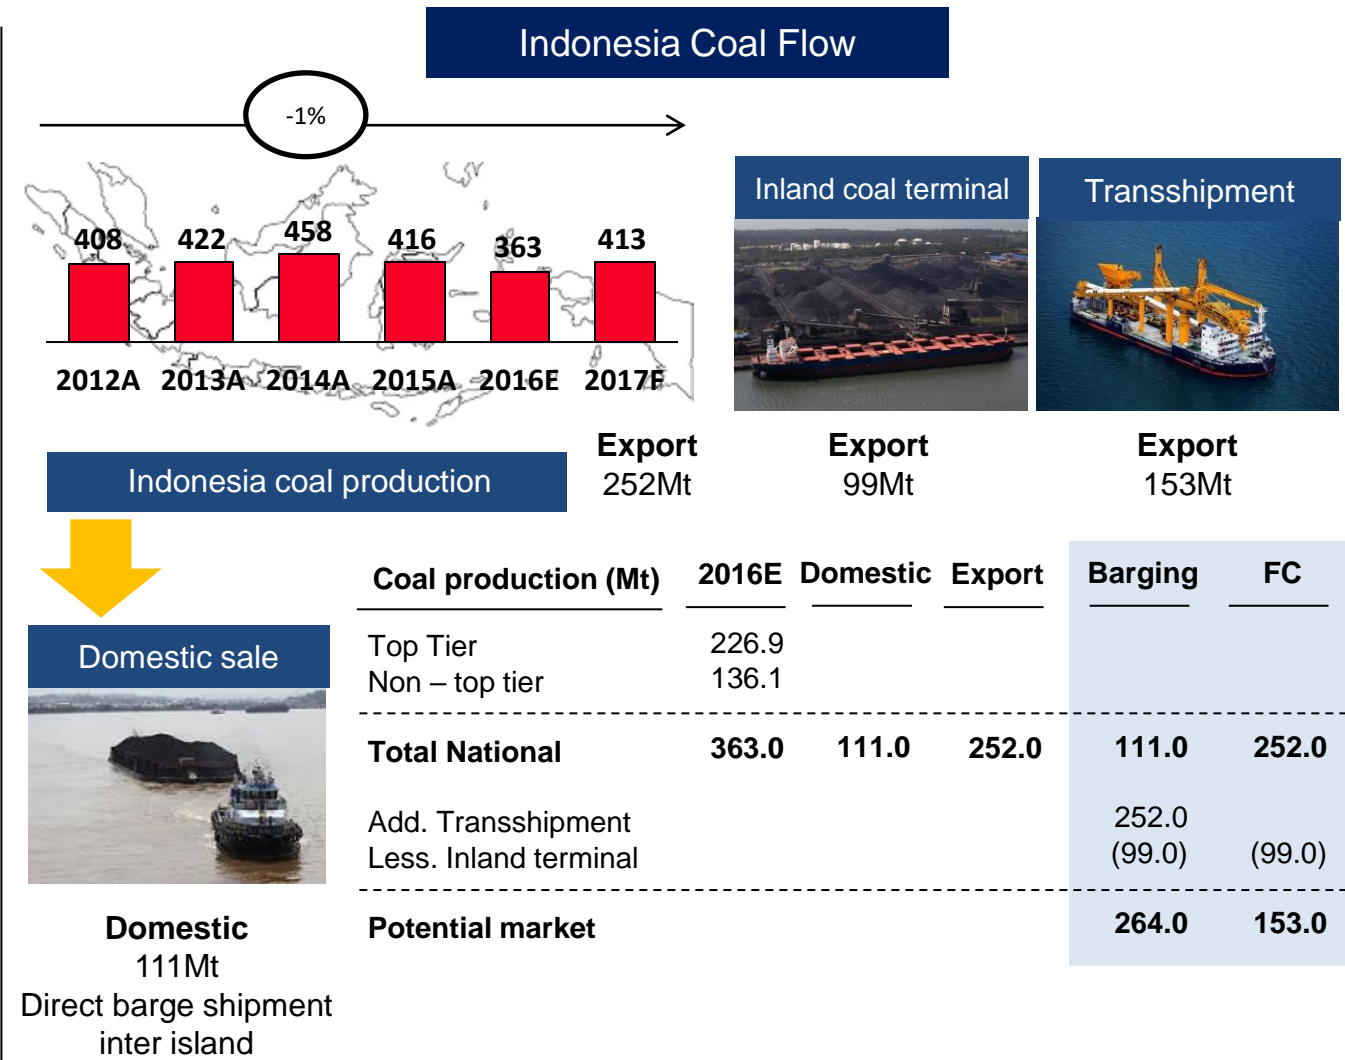 Indonesia Coal Flow
-1%
408 422 458 416 363 413
2012A 2013A 2014A 2015A 2016E 2017F
Inland coal terminal
Transshipment
Indonesia coal production
Export
252Mt
Export
99Mt
Export
153Mt
Domestic sale
Domestic
111Mt
Direct barge shipment
inter island
Coal production (Mt) 2016E Domestic Export Barging FC
Top Tier 226.9
Non – top tier 136.1
Total National 363.0 111.0 252.0 111.0 252.0
Add. Transshipment 252.0
Less. Inland terminal (99.0) (99.0)
Potential market 264.0 153.0